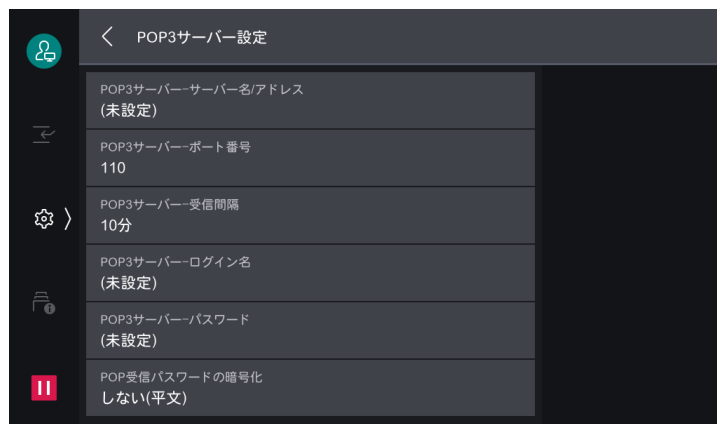 POP3サーバー設定
POP3サーバー-サーバー名/アドレス
(未設定)
POP3サーバー-ポート番号
110
POP3サーバー-受信間隔
10分
POP3サーバー-ログイン名
(未設定)
POP3サーバー-パスワード
(未設定)
POP受信パスワードの暗号化
しない(平文)